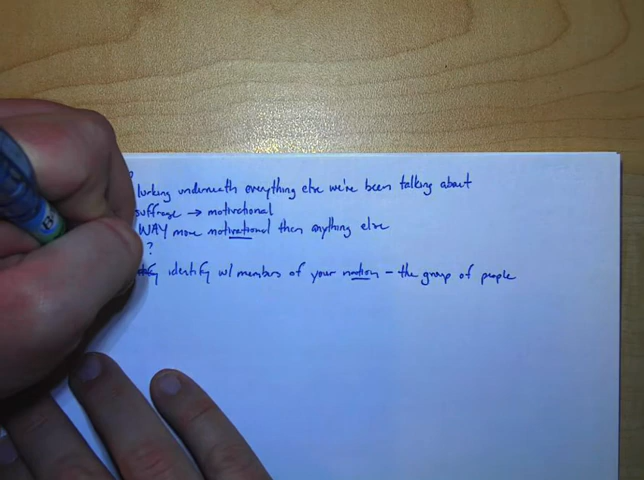 ?
lurking underneath everything else we've been talking about
suffrage → motivational
WAY more motivational than anything else
?
identify w/ members of your nation - the group of people
B